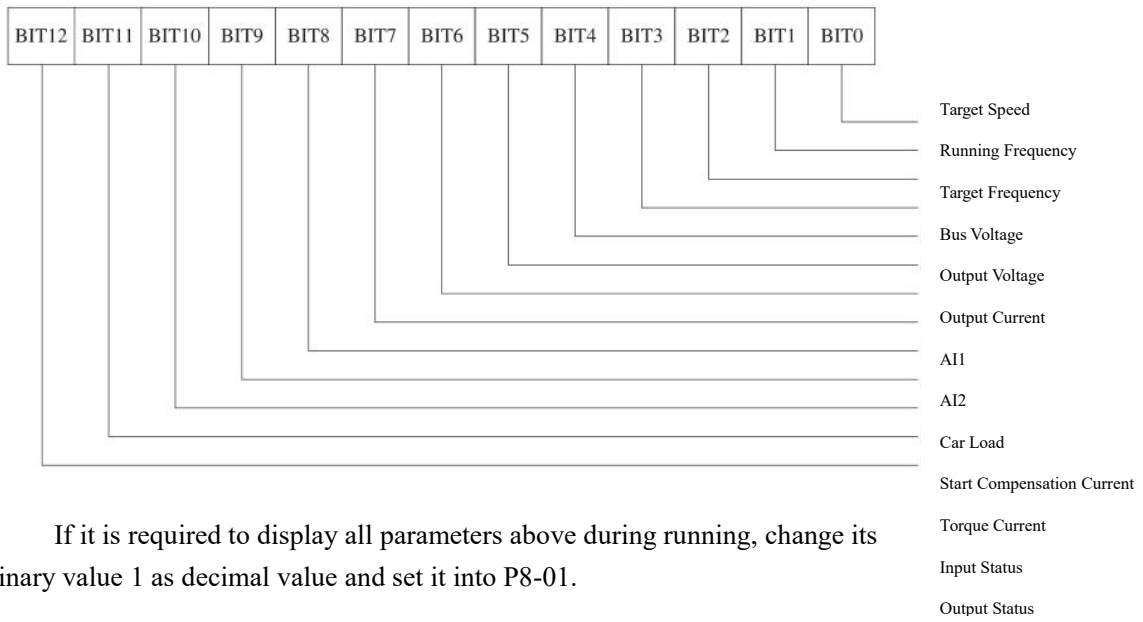 BIT12 BIT11 BIT10 BIT9 BIT8 BIT7 BIT6 BIT5 BIT4 BIT3 BIT2 BIT1 BIT0
Target Speed
Running Frequency
Target Frequency
Bus Voltage
Output Voltage
Output Current
AI1
AI2
Car Load
Start Compensation Current
Torque Current
Input Status
Output Status
If it is required to display all parameters above during running, change its
inary value 1 as decimal value and set it into P8-01.